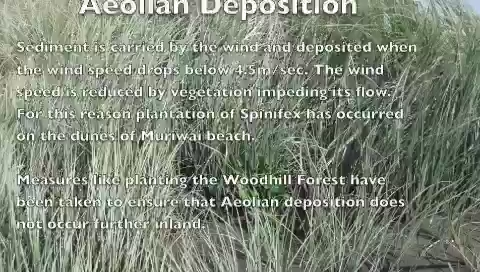 Aeolian Deposition
Sediment is carried by the wind and deposited when
the wind speed drops below 4.5m/sec. The wind
speed is reduced by vegetation impeding its flow.
For this reason plantation of Spinifex has occurred
on the dunes of Muriwai beach.
Measures like planting the Woodhill Forest have
been taken to ensure that Aeolian deposition does
not occur further inland.